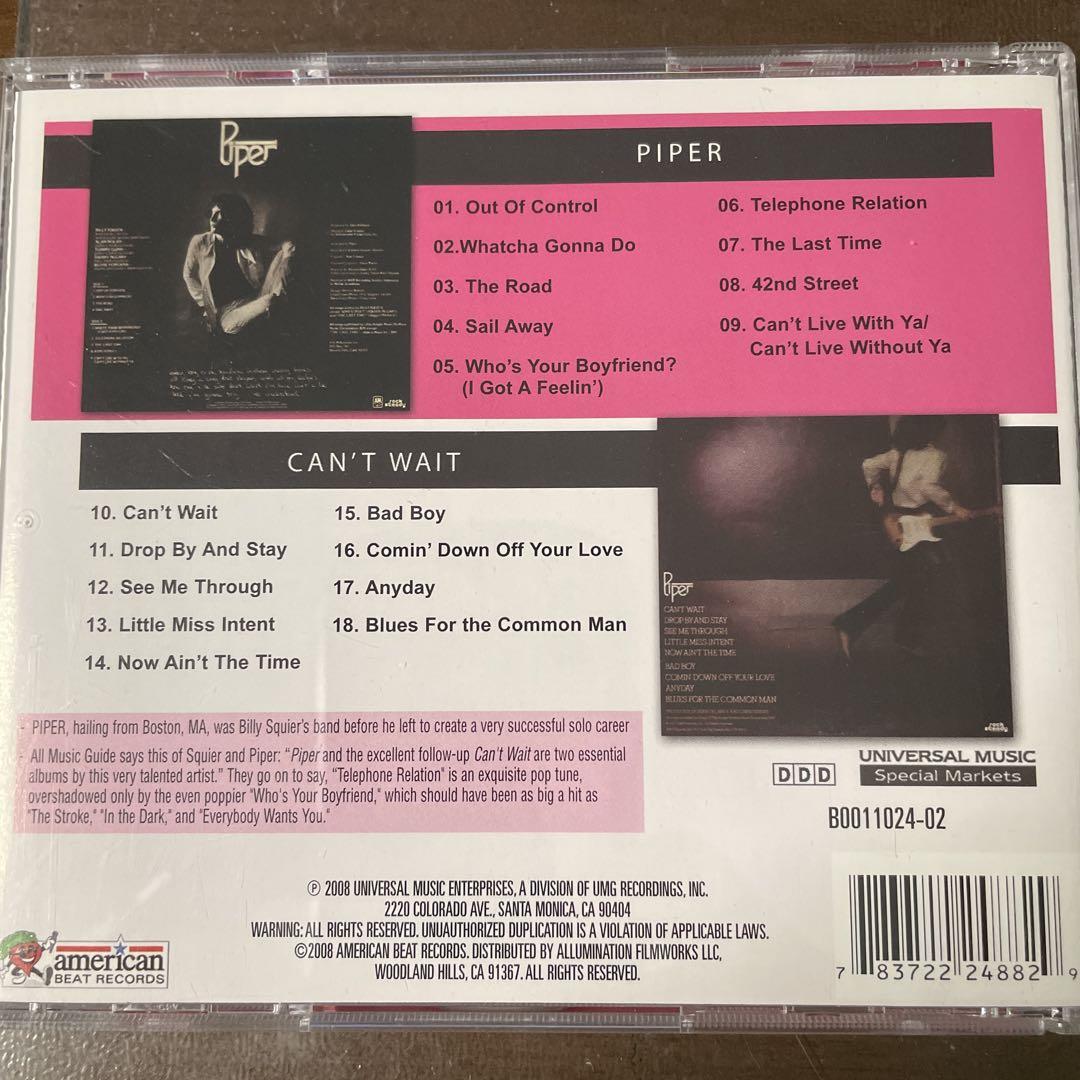 Piper
PIPER
01. Out Of Control
02.Whatcha Gonna Do
03. The Road
04. Sail Away
05. Who's Your Boyfriend?
(I Got A Feelin')
06. Telephone Relation
07. The Last Time
08. 42nd Street
09. Can't Live With Ya/
Can't Live Without Ya
rock
steady
CAN'T WAIT
10. Can't Wait
11. Drop By And Stay
12. See Me Through
13. Little Miss Intent
14. Now Ain't The Time
15. Bad Boy
16. Comin' Down Off Your Love
17. Anyday
18. Blues For the Common Man
Piper
CAN'T WAIT
DROP BY AND STAY
SEE ME THROUGH
LITTLE MISS INTENT
NOW AIN'T THE TIME
BAD BOY
COMIN' DOWN OFF YOUR LOVE
ANYDAY
BLUES FOR THE COMMON MAN
rock
steady
PIPER, hailing from Boston, MA, was Billy Squier's band before he left to create a very successful solo career
All Music Guide says this of Squier and Piper: "Piper and the excellent follow-up Can't Wait are two essential
albums by this very talented artist." They go on to say, "Telephone Relation" is an exquisite pop tune,
overshadowed only by the even poppier "Who's Your Boyfriend," which should have been as big a hit as
"The Stroke," "In the Dark," and "Everybody Wants You."
DDD
UNIVERSAL MUSIC
Special Markets
B0011024-02
℗ 2008 UNIVERSAL MUSIC ENTERPRISES, A DIVISION OF UMG RECORDINGS, INC.
2220 COLORADO AVE., SANTA MONICA, CA 90404
WARNING: ALL RIGHTS RESERVED. UNAUTHORIZED DUPLICATION IS A VIOLATION OF APPLICABLE LAWS.
©2008 AMERICAN BEAT RECORDS. DISTRIBUTED BY ALLUMINATION FILMWORKS LLC,
WOODLAND HILLS, CA 91367. ALL RIGHTS RESERVED.
american
BEAT RECORDS
7 83722 24882 9